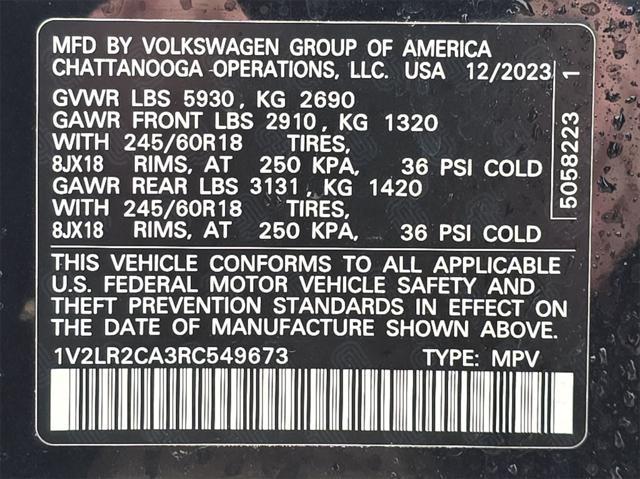 MFD BY VOLKSWAGEN GROUP OF AMERICA
CHATTANOOGA OPERATIONS, LLC. USA 12/2023
GVWR LBS 5930, KG 2690
GAWR FRONT LBS 2910, KG 1320
WITH 245/60R18 TIRES,
8JX18 RIMS, AT 250 KPA, 36 PSI COLD
GAWR REAR LBS 3131, KG 1420
WITH 245/60R18 TIRES,
8JX18 RIMS, AT 250 KPA, 36 PSI COLD
5058223 1
THIS VEHICLE CONFORMS TO ALL APPLICABLE
U.S. FEDERAL MOTOR VEHICLE SAFETY AND
THEFT PREVENTION STANDARDS IN EFFECT ON
THE DATE OF MANUFACTURE SHOWN ABOVE.
1V2LR2CA3RC549673 TYPE: MPV